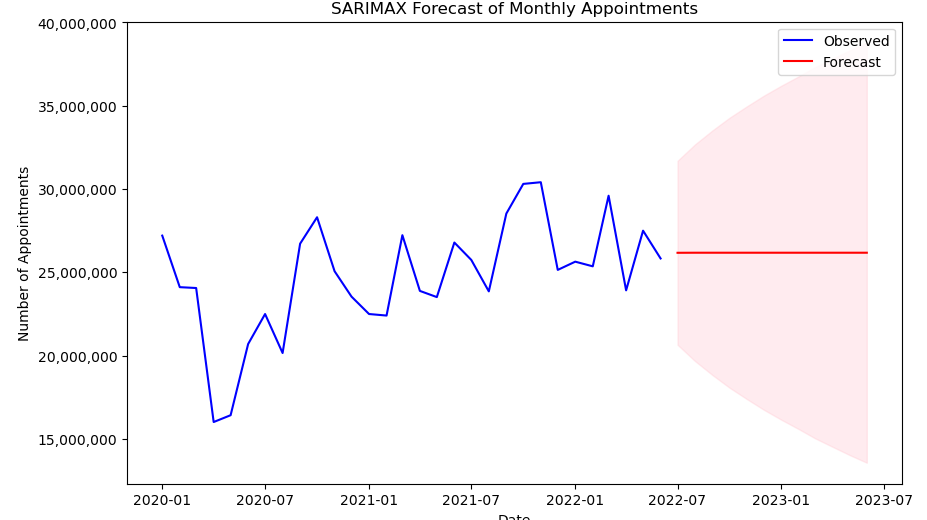 SARIMAX Forecast of Monthly Appointments
40,000,000
35,000,000
30,000,000
25,000,000
20,000,000
15,000,000
Number of Appointments
Observed
Forecast
2020-01
2020-07
2021-01
2021-07
2022-01
2022-07
2023-01
2023-07
Date